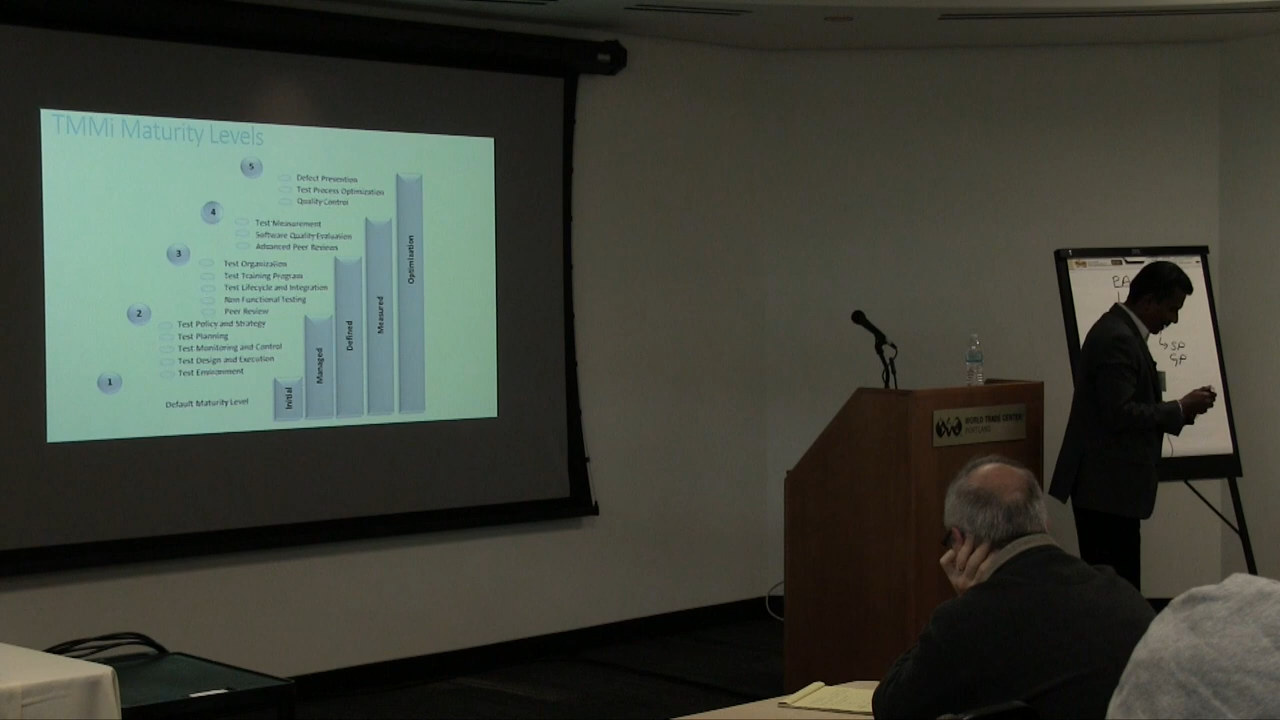 TMMi Maturity Levels
5
Defect Prevention
Test Process Optimization
Quality Control
4
Test Measurement
Software Quality Evaluation
Advanced Peer Reviews
3
Test Organization
Test Training Program
Test Lifecycle and Integration
Non Functional Testing
Peer Review
2
Test Policy and Strategy
Test Planning
Test Monitoring and Control
Test Design and Execution
Test Environment
1
Default Maturity Level
Initial
Managed
Defined
Measured
Optimization
WORLD TRADE CENTER
PORTLAND
PA
SP
GP